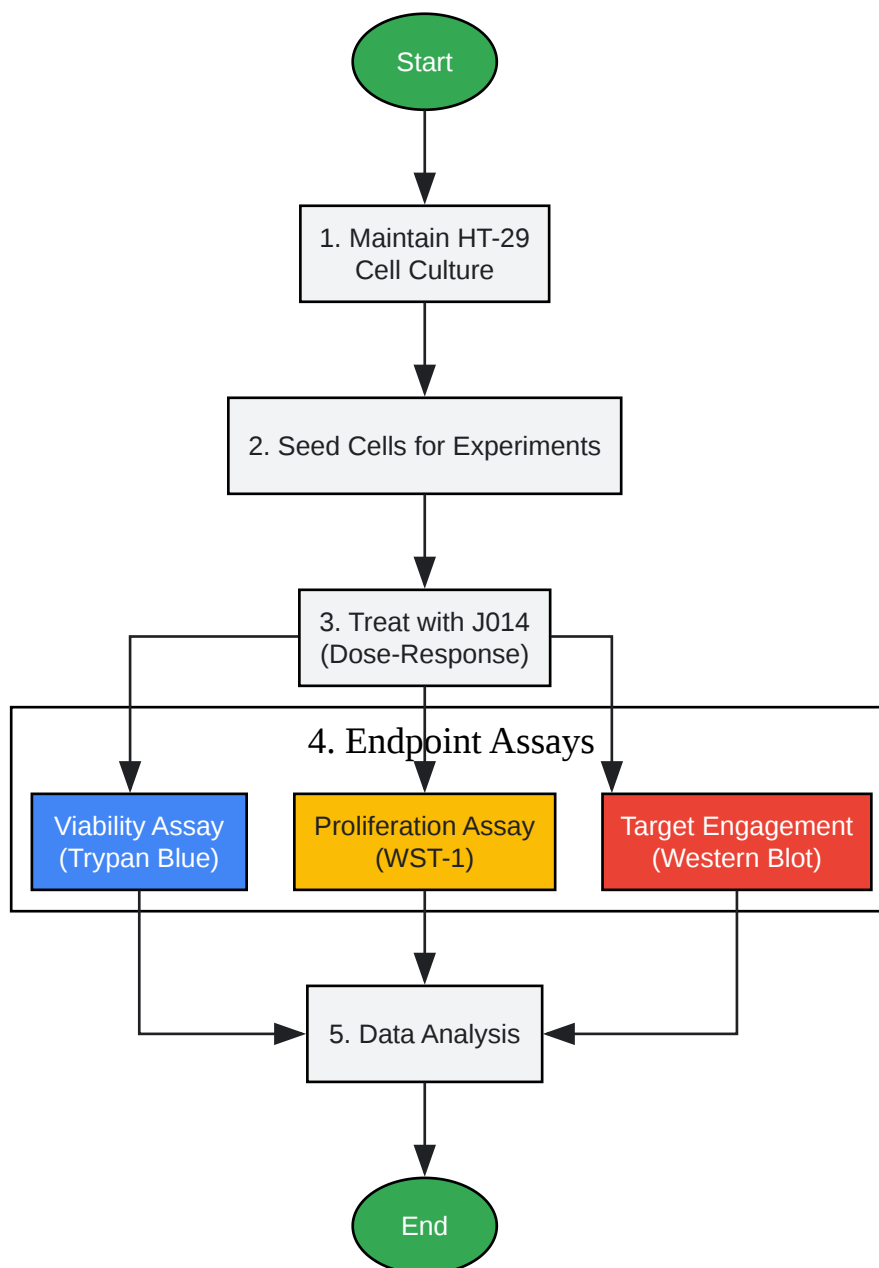 Start
1. Maintain HT-29
Cell Culture
2. Seed Cells for Experiments
3. Treat with J014
(Dose-Response)
4. Endpoint Assays
Viability Assay
(Trypan Blue)
Proliferation Assay
(WST-1)
Target Engagement
(Western Blot)
5. Data Analysis
End